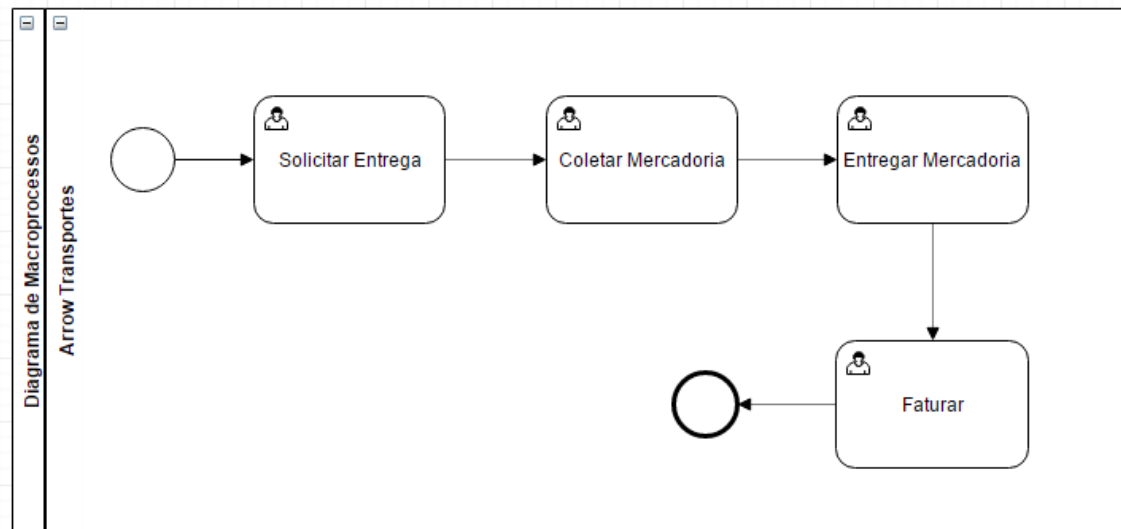 Diagrama de Macroprocessos
Arrow Transportes
Solicitar Entrega
Coletar Mercadoria
Entregar Mercadoria
Faturar